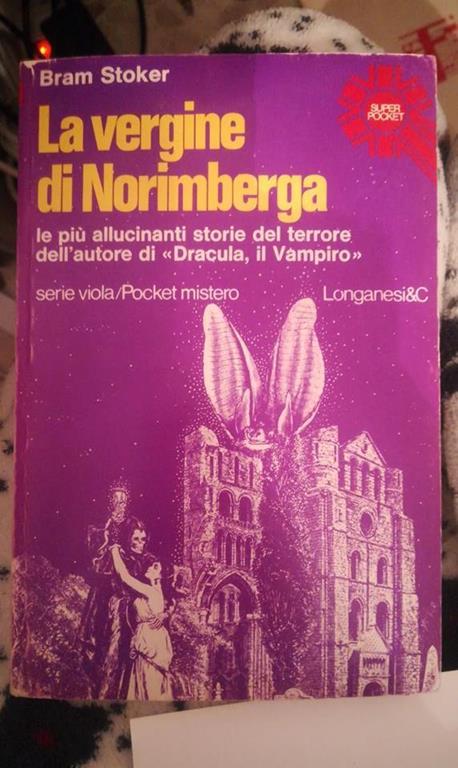 Bram Stoker
SUPER
POCKET
La vergine
di Norimberga
le più allucinanti storie del terrore
dell'autore di «Dracula, il Vampiro»
serie viola/Pocket mistero
Longanesi&C